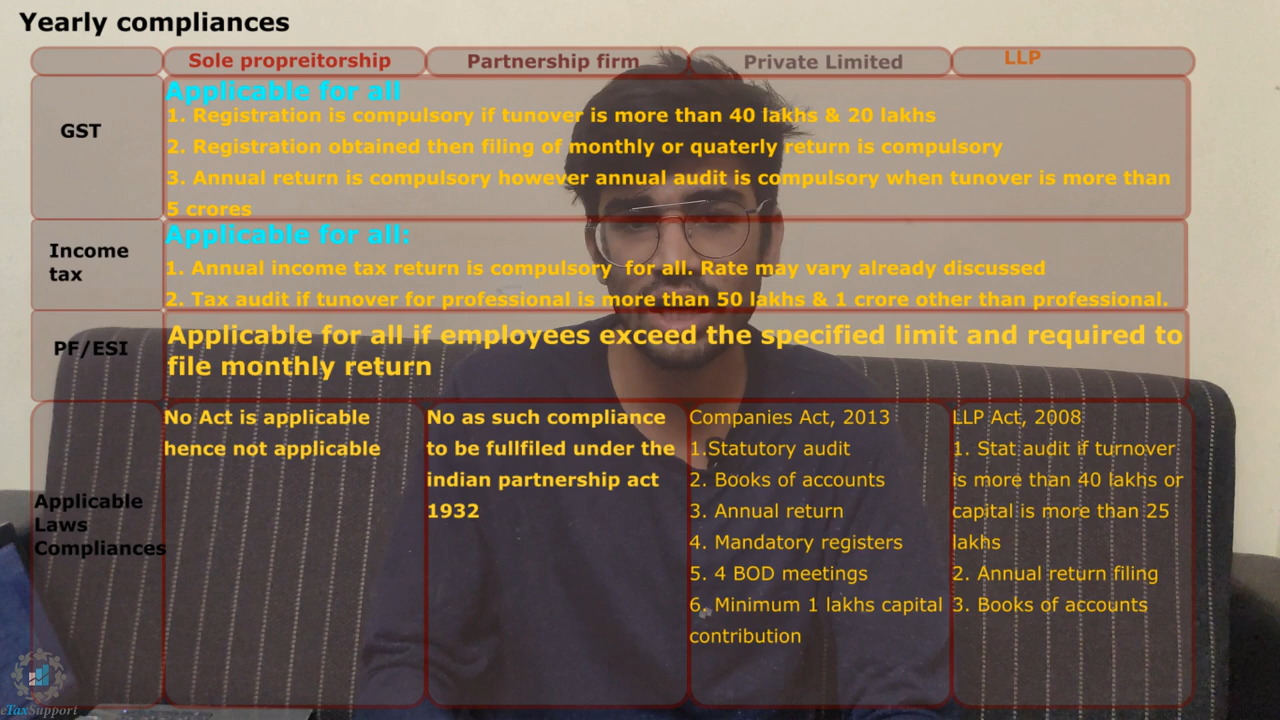 Yearly compliances
Sole propreitorship
Partnership firm
Private Limited
LLP
GST
Applicable for all
1. Registration is compulsory if tunover is more than 40 lakhs & 20 lakhs
2. Registration obtained then filing of monthly or quaterly return is compulsory
3. Annual return is compulsory however annual audit is compulsory when tunover is more than
5 crores
Income
tax
Applicable for all:
1. Annual income tax return is compulsory for all. Rate may vary already discussed
2. Tax audit if tunover for professional is more than 50 lakhs & 1 crore other than professional.
PF/ESI
Applicable for all if employees exceed the specified limit and required to
file monthly return
Applicable
Laws
Compliances
No Act is applicable
hence not applicable
No as such compliance
to be fullfiled under the
indian partnership act
1932
Companies Act, 2013
1.Statutory audit
2. Books of accounts
3. Annual return
4. Mandatory registers
5. 4 BOD meetings
6. Minimum 1 lakhs capital
contribution
LLP Act, 2008
1. Stat audit if turnover
is more than 40 lakhs or
capital is more than 25
lakhs
2. Annual return filing
3. Books of accounts
eTaxSupport